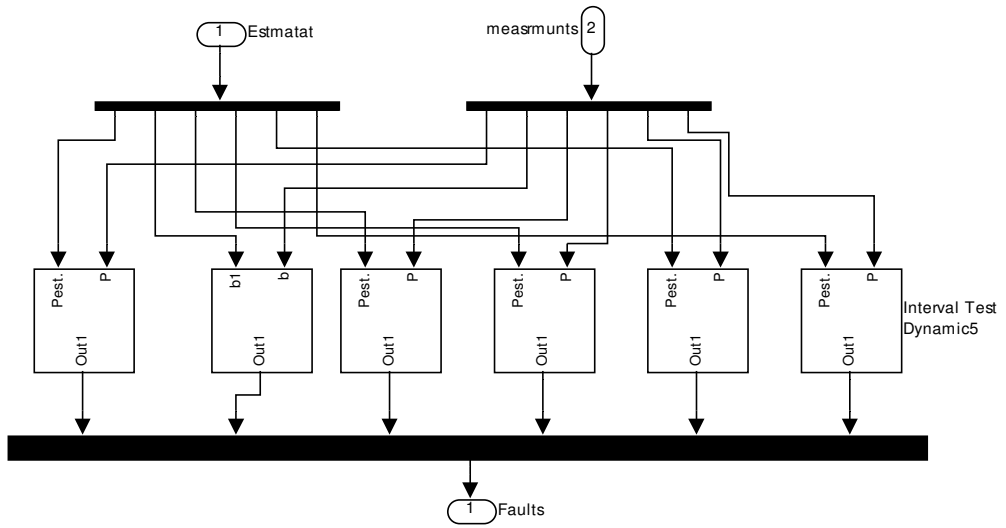 1 Estmatat
measrmunts 2
Pest. P
b1 b
Pest. P
Pest. P
Pest. P
Pest. P
Out1
Out1
Out1
Out1
Out1
Out1
Interval Test
Dynamic5
1 Faults